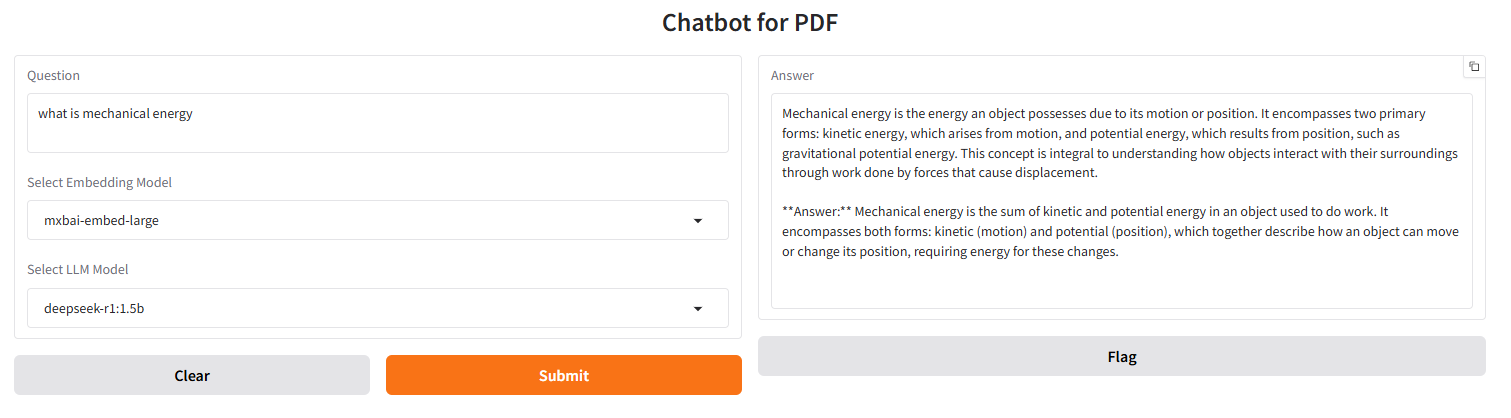 Chatbot for PDF
Question
what is mechanical energy
Select Embedding Model
mxbai-embed-large
Select LLM Model
deepseek-r1:1.5b
Clear
Submit
Answer
Mechanical energy is the energy an object possesses due to its motion or position. It encompasses two primary
forms: kinetic energy, which arises from motion, and potential energy, which results from position, such as
gravitational potential energy. This concept is integral to understanding how objects interact with their surroundings
through work done by forces that cause displacement.
**Answer:** Mechanical energy is the sum of kinetic and potential energy in an object used to do work. It
encompasses both forms: kinetic (motion) and potential (position), which together describe how an object can move
or change its position, requiring energy for these changes.
Flag